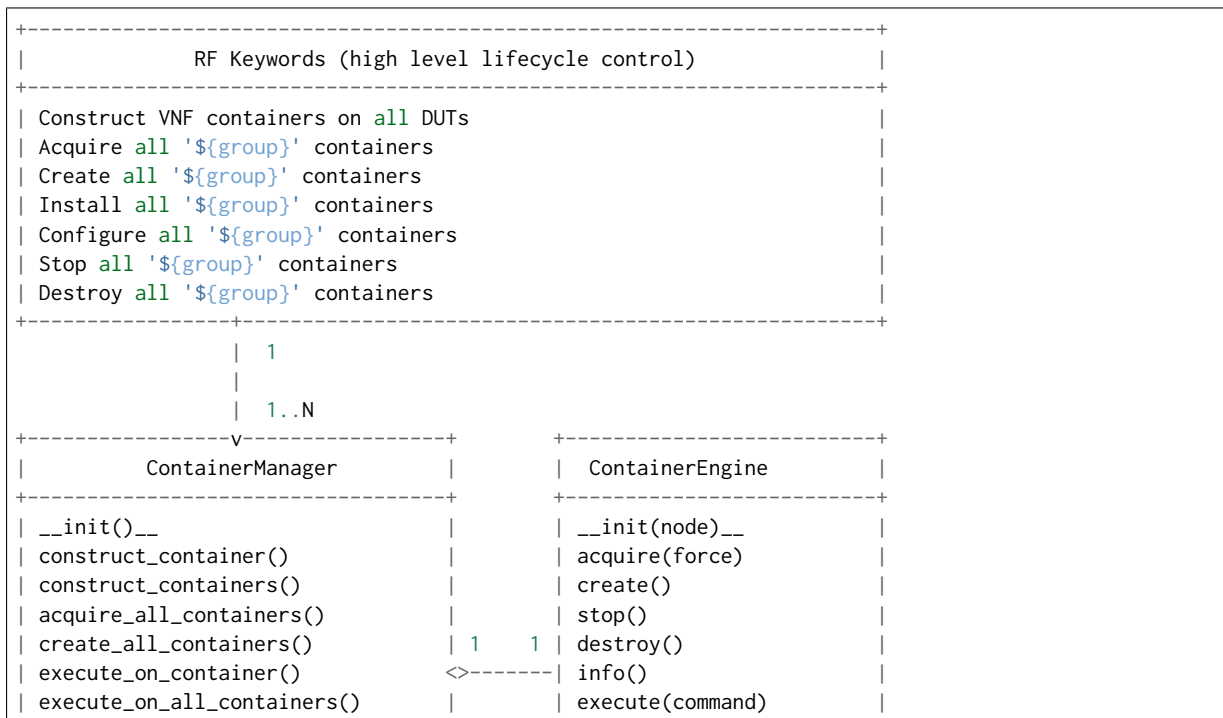 +-----------------------------------------------------------------------+
|              RF Keywords (high level lifecycle control)               |
+-----------------------------------------------------------------------+
| Construct VNF containers on all DUTs                                  |
| Acquire all '${group}' containers                                     |
| Create all '${group}' containers                                      |
| Install all '${group}' containers                                     |
| Configure all '${group}' containers                                   |
| Stop all '${group}' containers                                        |
| Destroy all '${group}' containers                                     |
+-----------------+-----------------------------------------------------+
                  |  1
                  |
                  |  1..N
+-----------------v-----------------+        +--------------------------+
|          ContainerManager         |        |  ContainerEngine         |
+-----------------------------------+        +--------------------------+
| __init()__                        |        | __init(node)__           |
| construct_container()             |        | acquire(force)           |
| construct_containers()            |        | create()                 |
| acquire_all_containers()          |        | stop()                   |
| create_all_containers()           | 1    1 | destroy()                |
| execute_on_container()            <>-------| info()                   |
| execute_on_all_containers()       |        | execute(command)         |